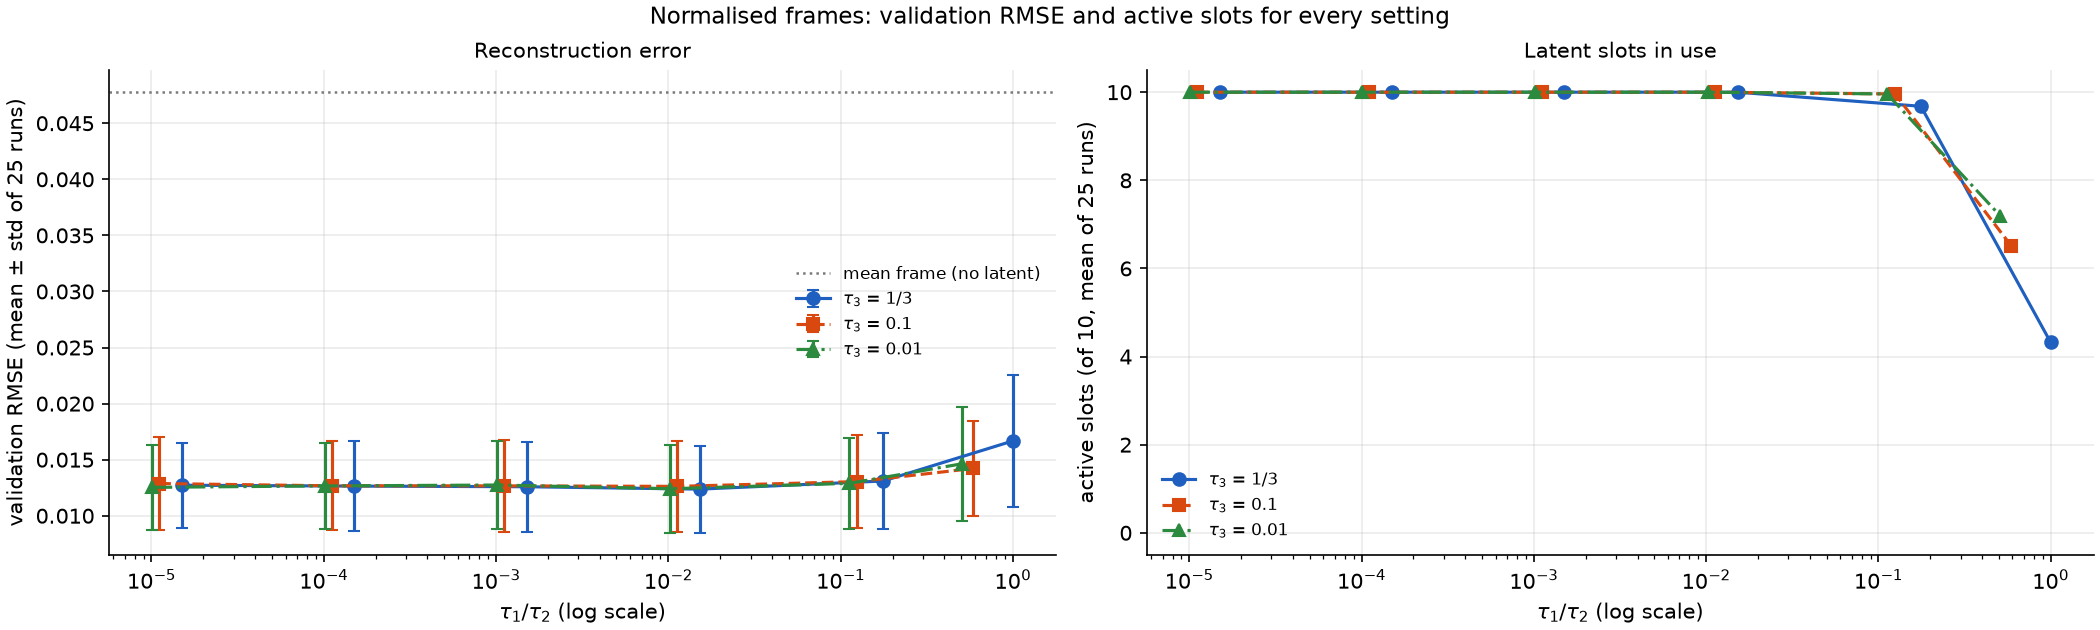 Normalised frames: validation RMSE and active slots for every setting
Reconstruction error
validation RMSE (mean ± std of 25 runs)
0.045
0.040
0.035
0.030
0.025
0.020
0.015
0.010
mean frame (no latent)
τ₃ = 1/3
τ₃ = 0.1
τ₃ = 0.01
10⁻⁵ 10⁻⁴ 10⁻³ 10⁻² 10⁻¹ 10⁰
τ₁/τ₂ (log scale)
Latent slots in use
active slots (of 10, mean of 25 runs)
10
8
6
4
2
0
τ₃ = 1/3
τ₃ = 0.1
τ₃ = 0.01
10⁻⁵ 10⁻⁴ 10⁻³ 10⁻² 10⁻¹ 10⁰
τ₁/τ₂ (log scale)